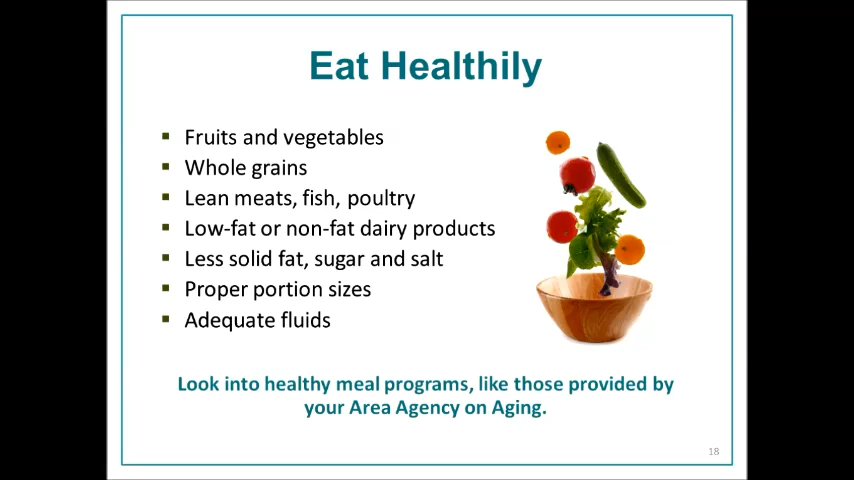 Eat Healthily
▪ Fruits and vegetables
▪ Whole grains
▪ Lean meats, fish, poultry
▪ Low-fat or non-fat dairy products
▪ Less solid fat, sugar and salt
▪ Proper portion sizes
▪ Adequate fluids
Look into healthy meal programs, like those provided by
your Area Agency on Aging.
18